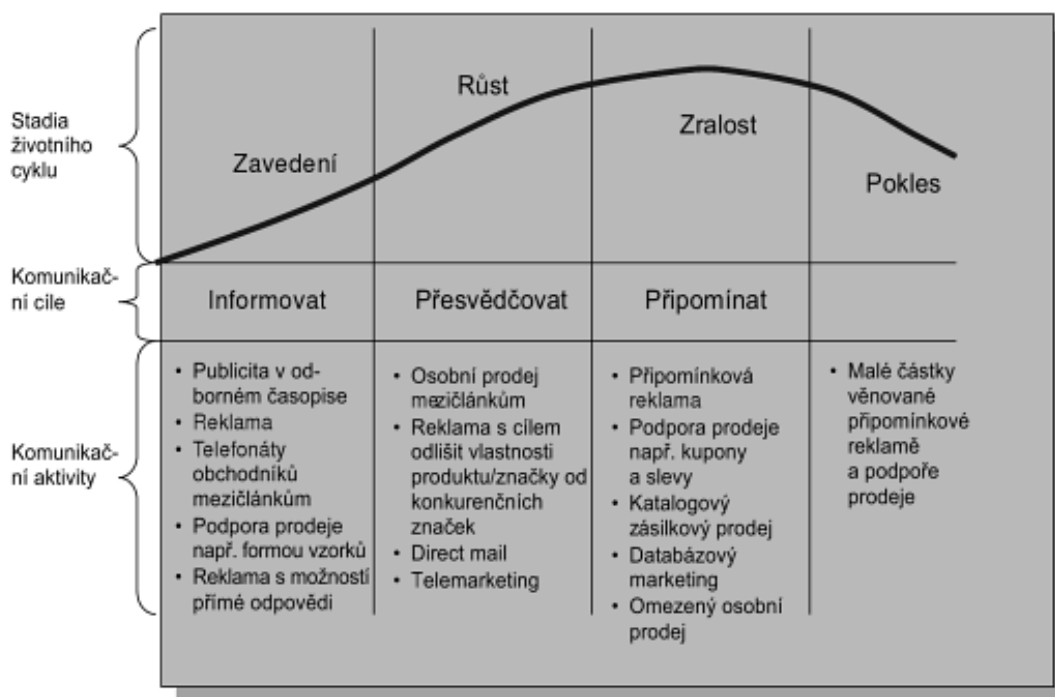 Stadia
životního
cyklu
Zavedení
Růst
Zralost
Pokles
Komunikač-
ní cíle
Informovat
Přesvědčovat
Připomínat
Komunikač-
ní aktivity
• Publicita v od-
borném časopise
• Reklama
• Telefonáty
obchodníků
mezičlánkům
• Podpora prodeje
např. formou vzorků
• Reklama s možností
přímé odpovědi
• Osobní prodej
mezičlánkům
• Reklama s cílem
odlišit vlastnosti
produktu/značky od
konkurenčních
značek
• Direct mail
• Telemarketing
• Připomínková
reklama
• Podpora prodeje
např. kupony
a slevy
• Katalogový
zásilkový prodej
• Databázový
marketing
• Omezený osobní
prodej
• Malé částky
věnované
připomínkové
reklamě
a podpoře
prodeje